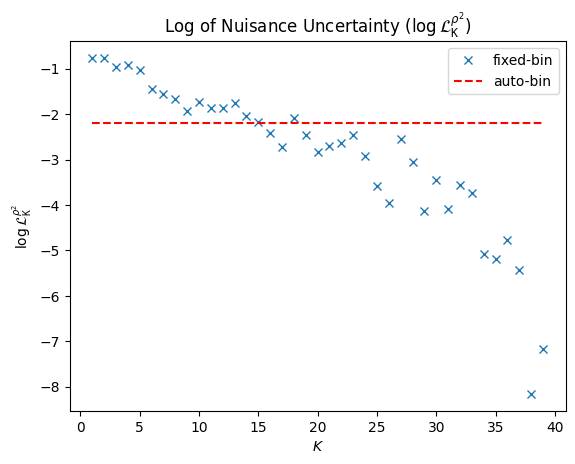 Log of Nuisance Uncertainty (log ℒ_K^{ρ²})
fixed-bin
auto-bin
log ℒ_K^{ρ²}
−1
−2
−3
−4
−5
−6
−7
−8
0 5 10 15 20 25 30 35 40
K